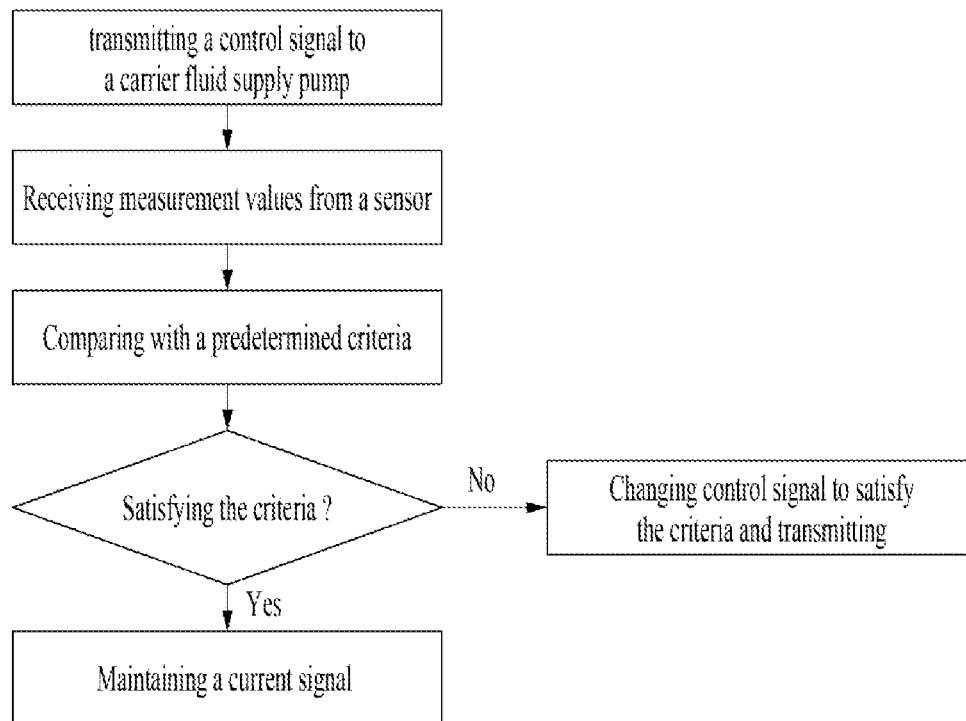 transmitting a control signal to
a carrier fluid supply pump
Receiving measurement values from a sensor
Comparing with a predetermined criteria
Satisfying the criteria ?
No
Changing control signal to satisfy
the criteria and transmitting
Yes
Maintaining a current signal